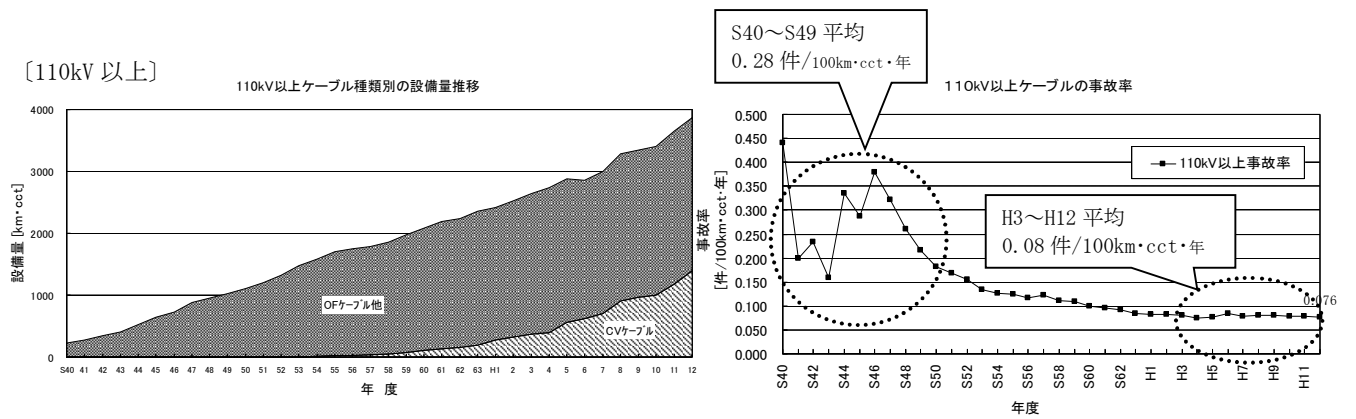 〔110kV 以上〕
110kV以上ケーブル種類別の設備量推移
4000
3000
2000
1000
0
設備量 [km・cct]
OFケーブル他
CVケーブル
S40 41 42 43 44 45 46 47 48 49 50 51 52 53 54 55 56 57 58 59 60 61 62 63 H1 2 3 4 5 6 7 8 9 10 11 12
年 度
S40～S49 平均
0.28 件/100km・cct・年
110kV以上ケーブルの事故率
0.500
0.450
0.400
0.350
0.300
0.250
0.200
0.150
0.100
0.050
0.000
事故率
[件/100km・cct・年]
110kV以上事故率
H3～H12 平均
0.08 件/100km・cct・年
0.076
S40 S42 S44 S46 S48 S50 S52 S54 S56 S58 S60 S62 H1 H3 H5 H7 H9 H11
年度